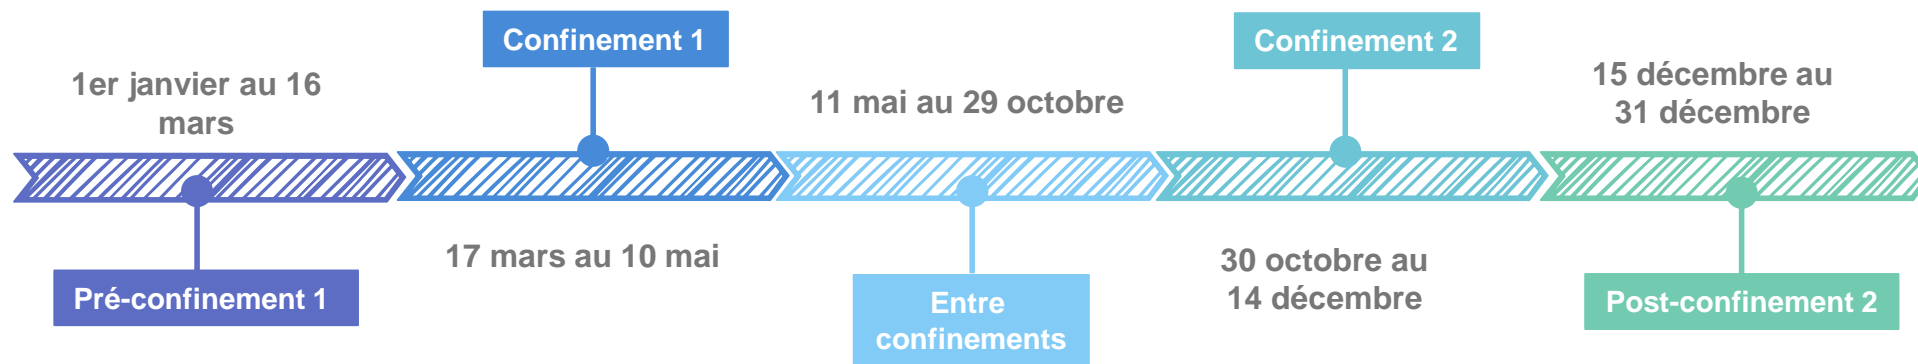 1er janvier au 16
mars
Pré-confinement 1
Confinement 1
17 mars au 10 mai
11 mai au 29 octobre
Entre
confinements
Confinement 2
30 octobre au
14 décembre
15 décembre au
31 décembre
Post-confinement 2